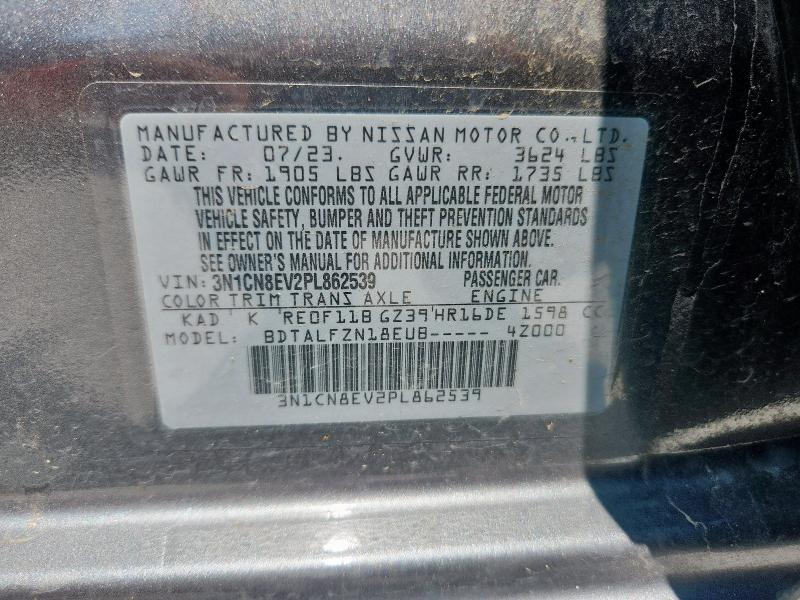 MANUFACTURED BY NISSAN MOTOR CO.,LTD.
DATE: 07/23. GVWR: 3624 LBS
GAWR FR: 1905 LBS GAWR RR: 1735 LBS
THIS VEHICLE CONFORMS TO ALL APPLICABLE FEDERAL MOTOR
VEHICLE SAFETY, BUMPER AND THEFT PREVENTION STANDARDS
IN EFFECT ON THE DATE OF MANUFACTURE SHOWN ABOVE.
SEE OWNER'S MANUAL FOR ADDITIONAL INFORMATION.
VIN: 3N1CN8EV2PL862539 PASSENGER CAR.
COLOR TRIM TRANS AXLE ENGINE
KAD K RE0F11B GZ39 HR16DE 1598 CC
MODEL: BDTALFZN18EUB----- 4Z000
3N1CN8EV2PL862539